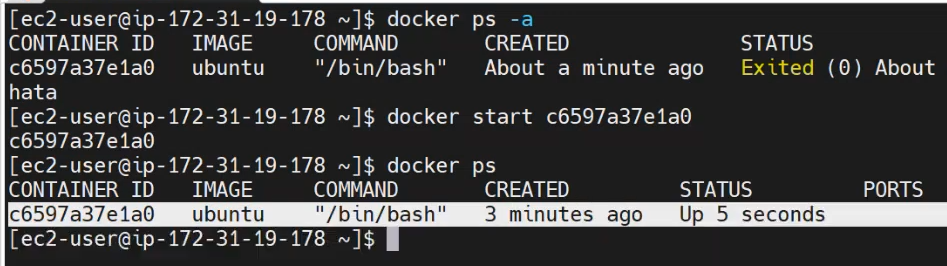 [ec2-user@ip-172-31-19-178 ~]$ docker ps -a
CONTAINER ID   IMAGE     COMMAND       CREATED              STATUS
c6597a37e1a0   ubuntu    "/bin/bash"   About a minute ago   Exited (0) About
hata
[ec2-user@ip-172-31-19-178 ~]$ docker start c6597a37e1a0
c6597a37e1a0
[ec2-user@ip-172-31-19-178 ~]$ docker ps
CONTAINER ID   IMAGE     COMMAND       CREATED         STATUS         PORTS
c6597a37e1a0   ubuntu    "/bin/bash"   3 minutes ago   Up 5 seconds
[ec2-user@ip-172-31-19-178 ~]$